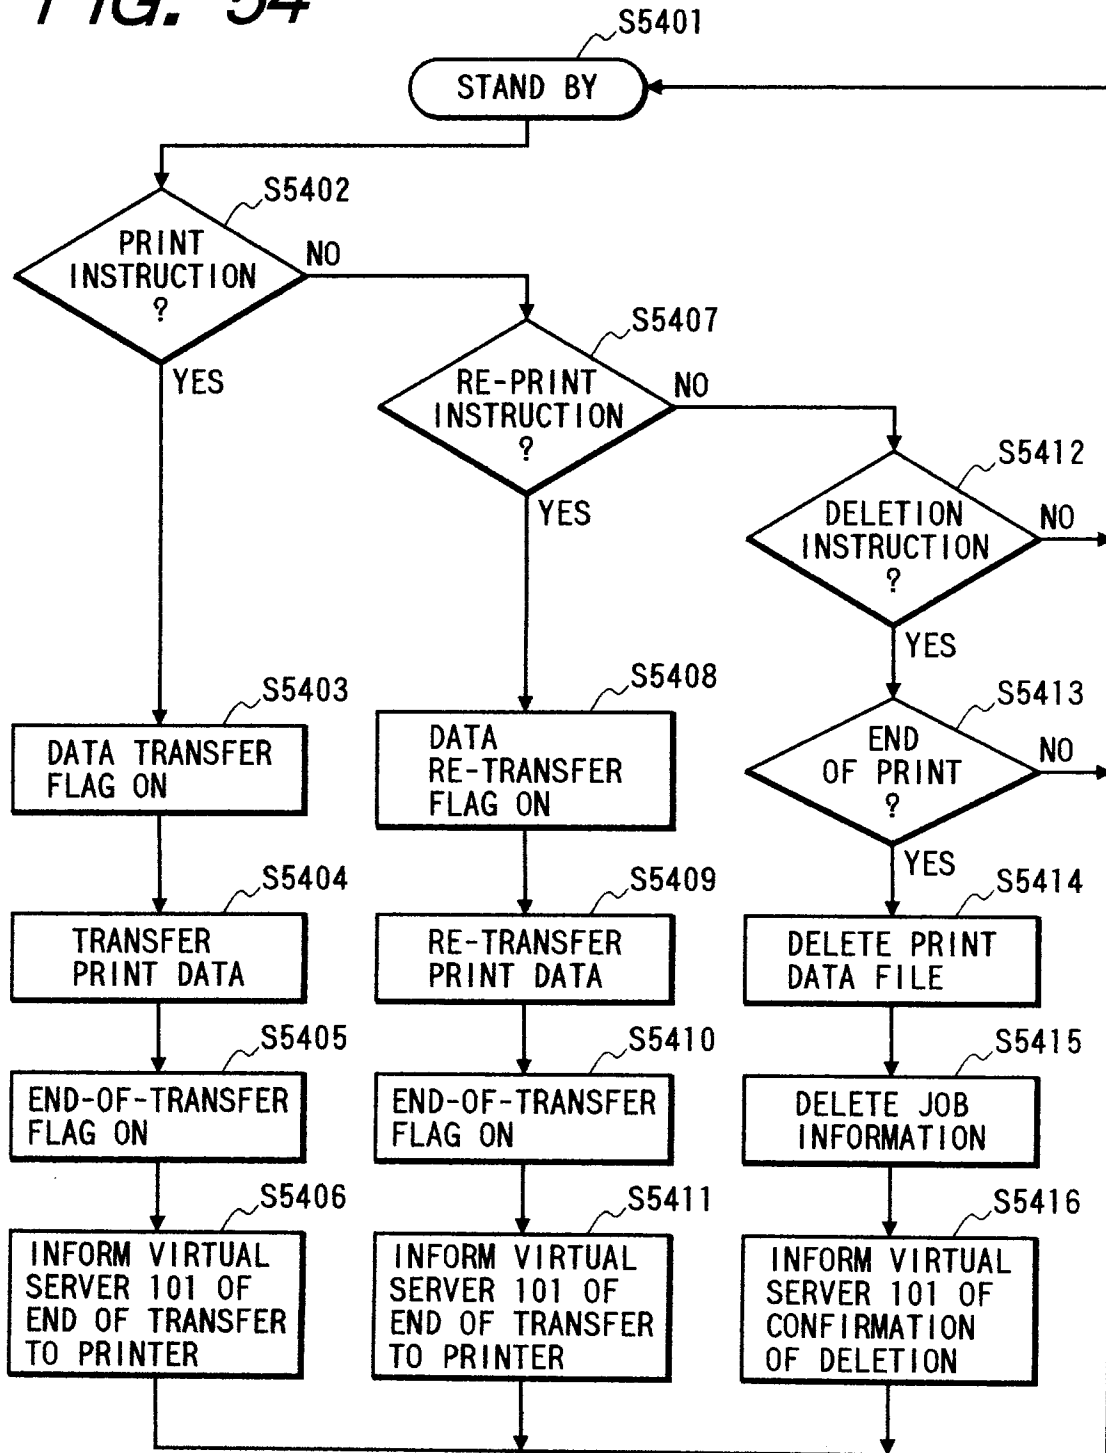 FIG. 54
S5401
STAND BY
S5402
PRINT
INSTRUCTION
?
NO
YES
S5407
RE-PRINT
INSTRUCTION
?
NO
YES
S5412
DELETION
INSTRUCTION
?
NO
YES
S5403
DATA TRANSFER
FLAG ON
S5408
DATA
RE-TRANSFER
FLAG ON
S5413
END
OF PRINT
?
NO
YES
S5404
TRANSFER
PRINT DATA
S5409
RE-TRANSFER
PRINT DATA
S5414
DELETE PRINT
DATA FILE
S5405
END-OF-TRANSFER
FLAG ON
S5410
END-OF-TRANSFER
FLAG ON
S5415
DELETE JOB
INFORMATION
S5406
INFORM VIRTUAL
SERVER 101 OF
END OF TRANSFER
TO PRINTER
S5411
INFORM VIRTUAL
SERVER 101 OF
END OF TRANSFER
TO PRINTER
S5416
INFORM VIRTUAL
SERVER 101 OF
CONFIRMATION
OF DELETION